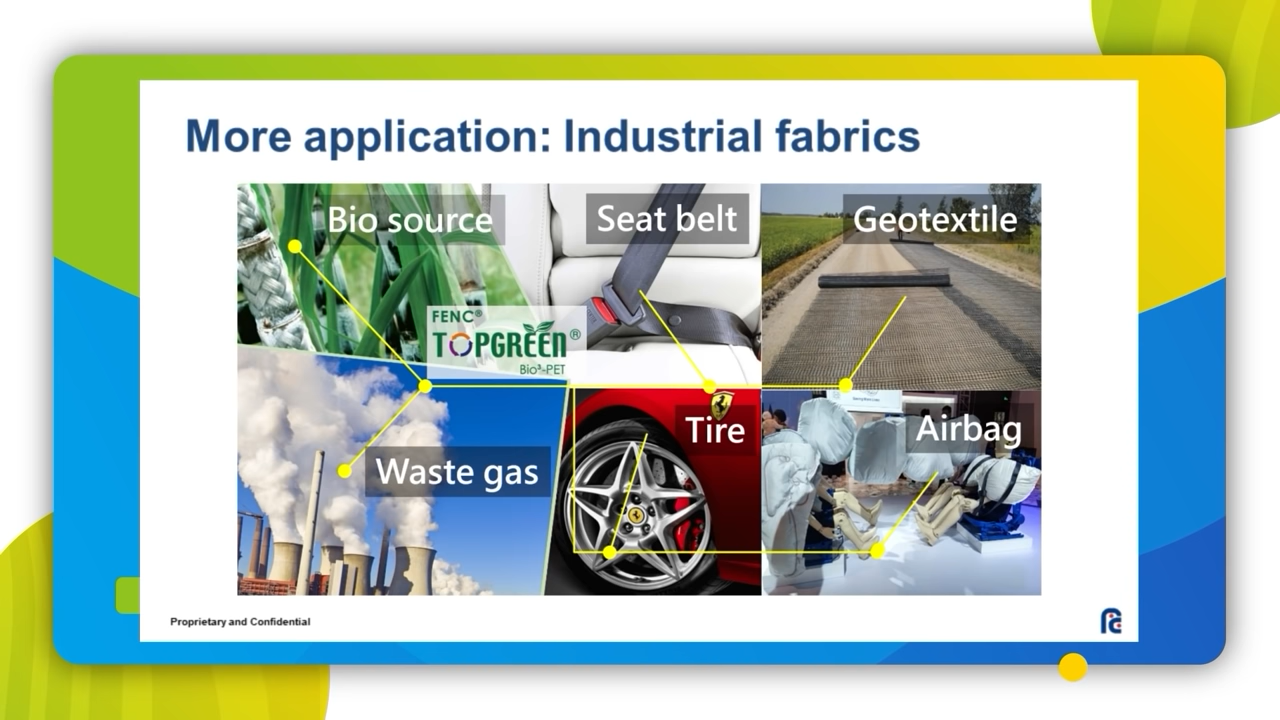 More application: Industrial fabrics
Bio source
Seat belt
Geotextile
FENC®
TOPGREEN®
Bio³-PET
Waste gas
Tire
Airbag
Proprietary and Confidential